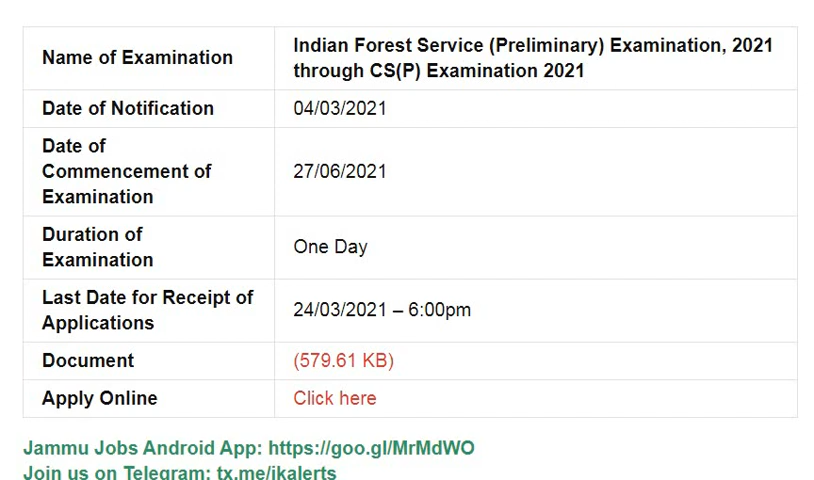 Name of Examination
Indian Forest Service (Preliminary) Examination, 2021
through CS(P) Examination 2021
Date of Notification
04/03/2021
Date of
Commencement of
Examination
27/06/2021
Duration of
Examination
One Day
Last Date for Receipt of
Applications
24/03/2021 – 6:00pm
Document
(579.61 KB)
Apply Online
Click here
Jammu Jobs Android App: https://goo.gl/MrMdWO
Join us on Telegram: tx.me/jkalerts